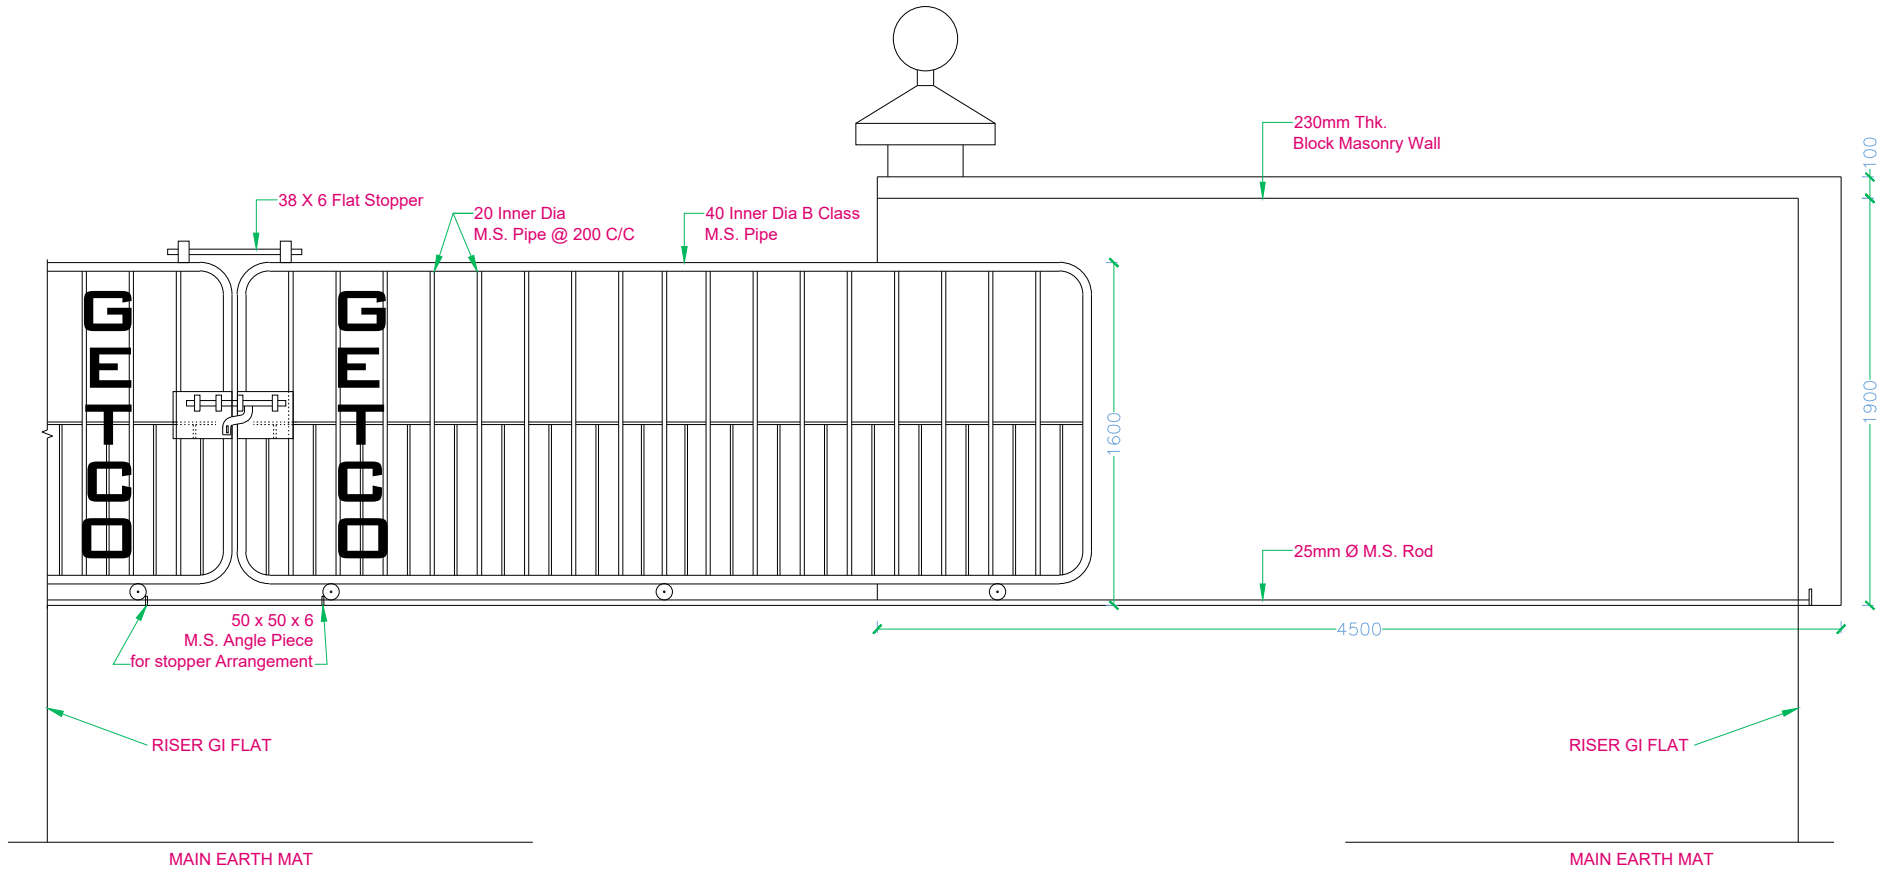 230mm Thk.
Block Masonry Wall
100
38 X 6 Flat Stopper
20 Inner Dia
M.S. Pipe @ 200 C/C
40 Inner Dia B Class
M.S. Pipe
G
E
T
C
O
G
E
T
C
O
1600
1900
25mm Ø M.S. Rod
50 x 50 x 6
M.S. Angle Piece
for stopper Arrangement
4500
RISER GI FLAT
RISER GI FLAT
MAIN EARTH MAT
MAIN EARTH MAT